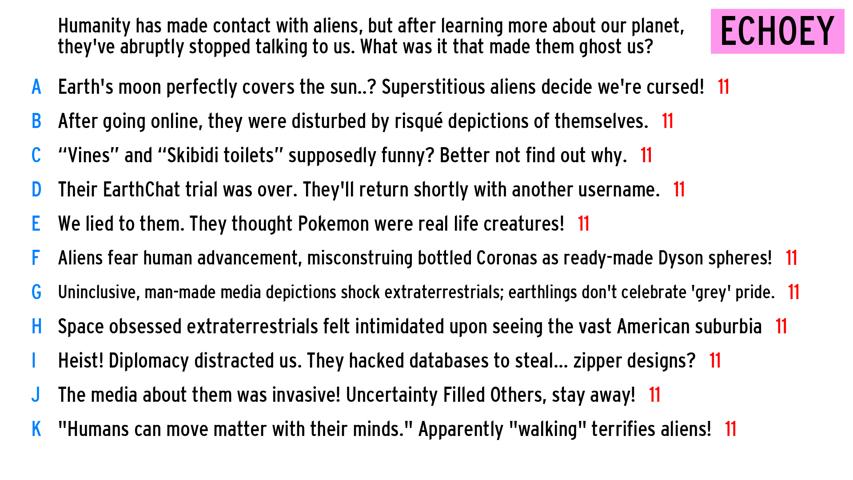 Humanity has made contact with aliens, but after learning more about our planet,
they've abruptly stopped talking to us. What was it that made them ghost us?
ECHOEY
A Earth's moon perfectly covers the sun..? Superstitious aliens decide we're cursed! 11
B After going online, they were disturbed by risqué depictions of themselves. 11
C “Vines” and “Skibidi toilets” supposedly funny? Better not find out why. 11
D Their EarthChat trial was over. They'll return shortly with another username. 11
E We lied to them. They thought Pokemon were real life creatures! 11
F Aliens fear human advancement, misconstruing bottled Coronas as ready-made Dyson spheres! 11
G Uninclusive, man-made media depictions shock extraterrestrials; earthlings don't celebrate 'grey' pride. 11
H Space obsessed extraterrestrials felt intimidated upon seeing the vast American suburbia 11
I Heist! Diplomacy distracted us. They hacked databases to steal... zipper designs? 11
J The media about them was invasive! Uncertainty Filled Others, stay away! 11
K "Humans can move matter with their minds." Apparently "walking" terrifies aliens! 11